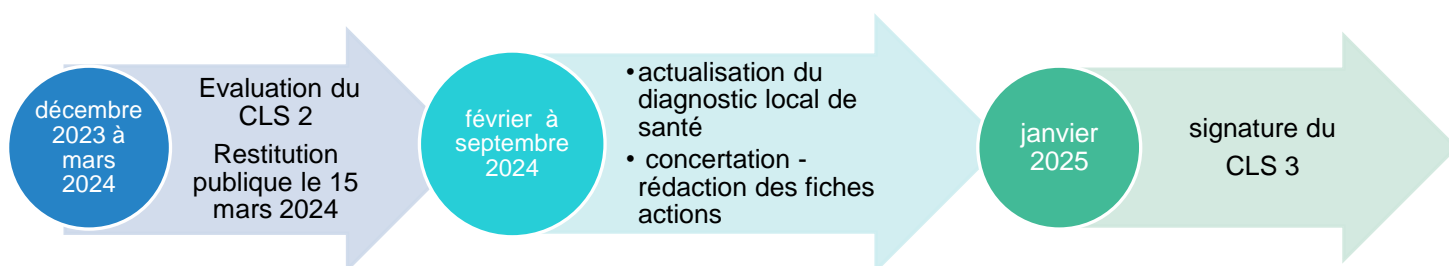 décembre
2023 à
mars
2024
Evaluation du
CLS 2
Restitution
publique le 15
mars 2024
février à
septembre
2024
•actualisation du
diagnostic local de
santé
• concertation -
rédaction des fiches
actions
janvier
2025
signature du
CLS 3